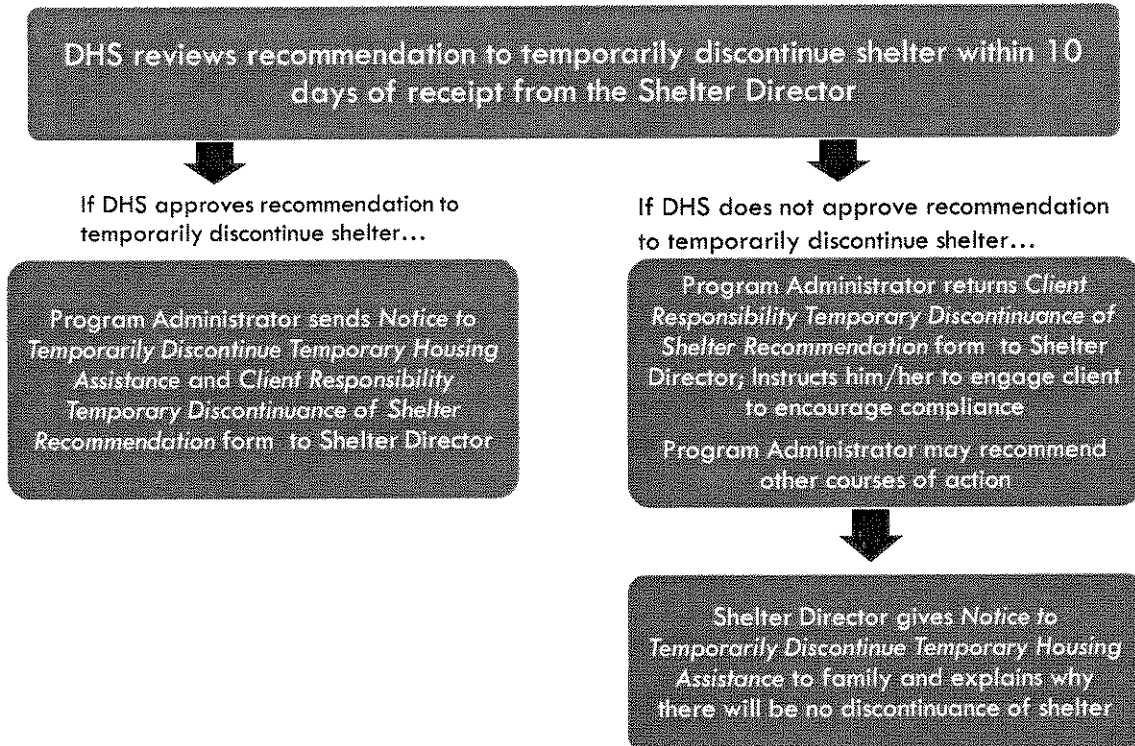 DHS reviews recommendation to temporarily discontinue shelter within 10
days of receipt from the Shelter Director
If DHS approves recommendation to
temporarily discontinue shelter...
Program Administrator sends Notice to
Temporarily Discontinue Temporary Housing
Assistance and Client Responsibility
Temporary Discontinuance of Shelter
Recommendation form to Shelter Director
If DHS does not approve recommendation
to temporarily discontinue shelter...
Program Administrator returns Client
Responsibility Temporary Discontinuance of
Shelter Recommendation form to Shelter
Director; Instructs him/her to engage client
to encourage compliance
Program Administrator may recommend
other courses of action
Shelter Director gives Notice to
Temporarily Discontinue Temporary Housing
Assistance to family and explains why
there will be no discontinuance of shelter